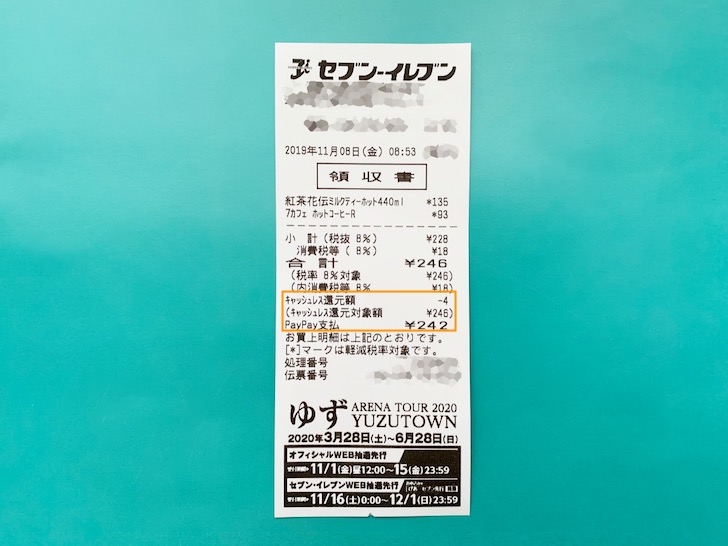 セブン-イレブン
2019年11月08日(金) 08:53
領収書
紅茶花伝ミルクティーホット440ml *135
7カフェ ホットコーヒーR *93
小 計(税抜 8%) ¥228
消費税等( 8%) ¥18
合計 ¥246
(税率 8%対象 ¥246)
(内消費税等 8% ¥18)
キャッシュレス還元額 -4
(キャッシュレス還元対象額 ¥246)
PayPay支払 ¥242
お買上明細は上記のとおりです。
[*]マークは軽減税率対象です。
処理番号
伝票番号
ゆず ARENA TOUR 2020
YUZUTOWN
2020年3月28日(土)〜6月28日(日)
オフィシャルWEB抽選先行
11/1(金)昼12:00〜15(金)23:59
セブン-イレブンWEB抽選先行
11/16(土)0:00〜12/1(日)23:59